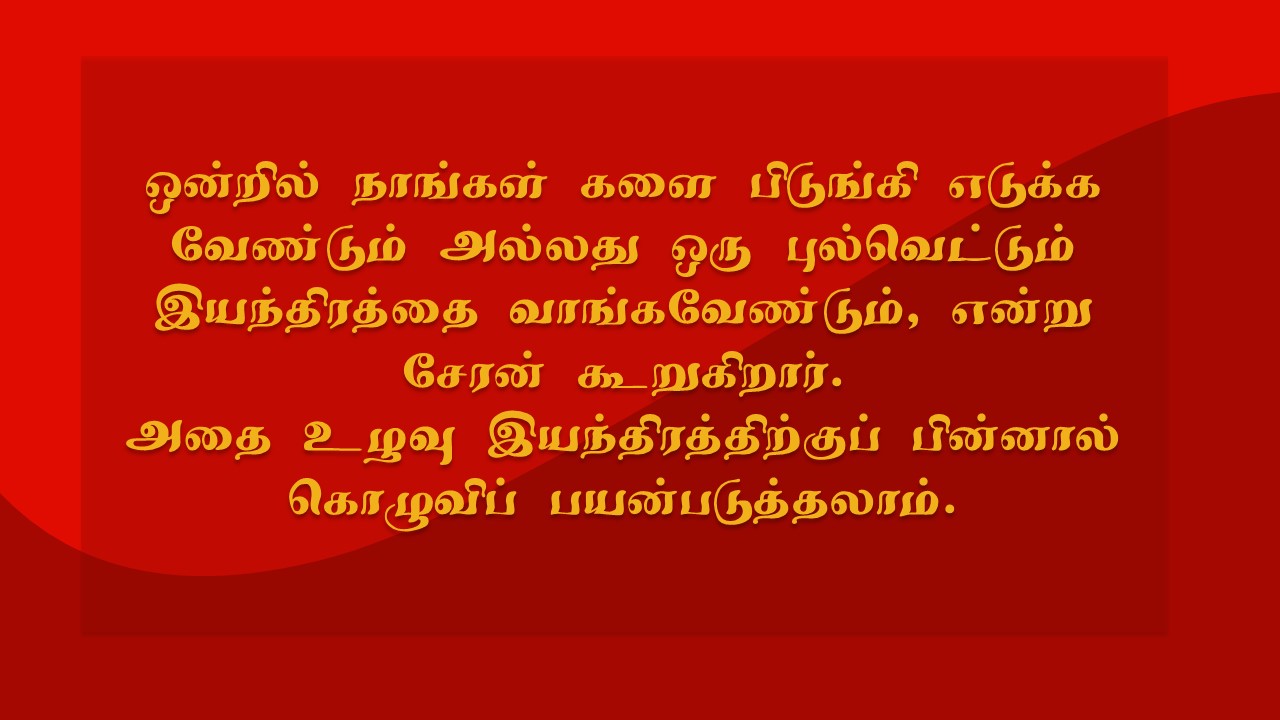 ஒன்றில் நாங்கள் களை பிடுங்கி எடுக்க
வேண்டும் அல்லது ஒரு புல்வெட்டும்
இயந்திரத்தை வாங்கவேண்டும், என்று
சேரன் கூறுகிறார்.
அதை உழவு இயந்திரத்திற்குப் பின்னால்
கொழுவிப் பயன்படுத்தலாம்.